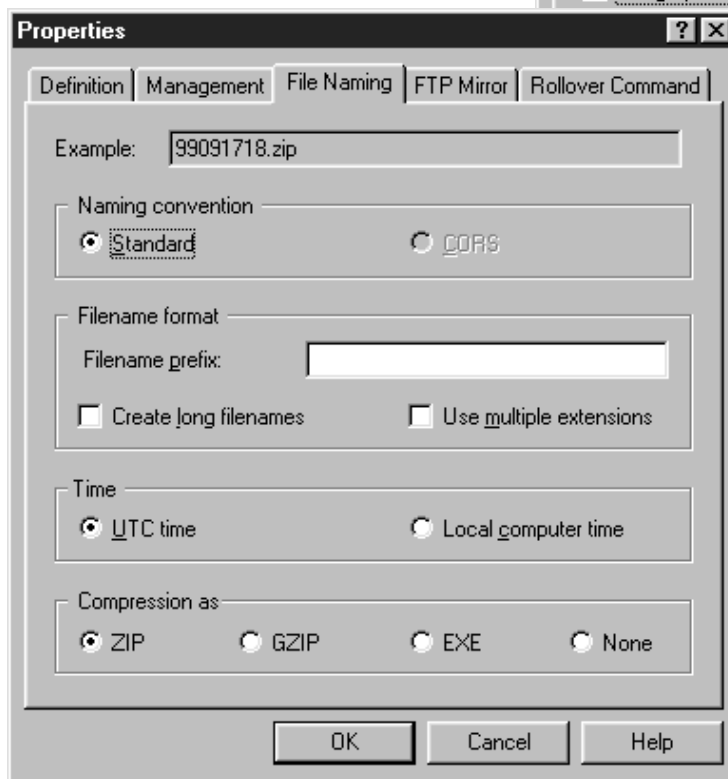 Properties
Definition Management File Naming FTP Mirror Rollover Command
Example: 99091718.zip
Naming convention
Standard CORS
Filename format
Filename prefix:
Create long filenames Use multiple extensions
Time
UTC time Local computer time
Compression as
ZIP GZIP EXE None
OK Cancel Help